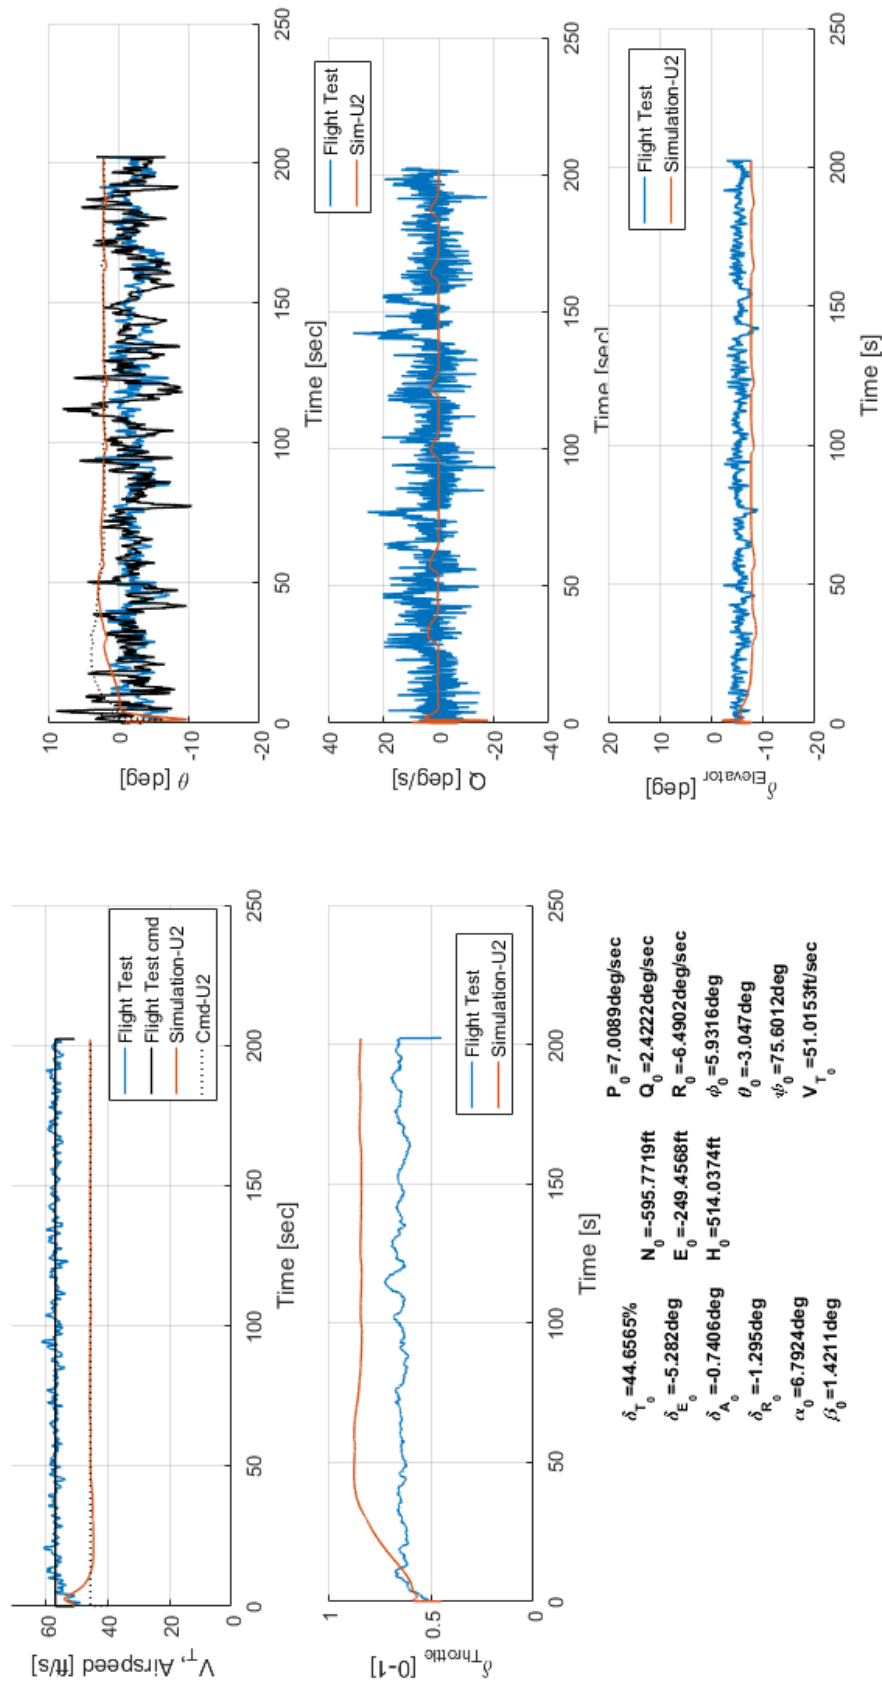 60
40
20
0
V_T, Airspeed [ft/s]
0
50
100
150
200
250
Time [sec]
Flight Test
Flight Test cmd
Simulation-U2
Cmd-U2
10
0
-10
-20
θ [deg]
0
50
100
150
200
250
Time [sec]
1
0.5
0
δ_Throttle [0-1]
0
50
100
150
200
250
Time [s]
Flight Test
Simulation-U2
40
20
0
-20
-40
Q [deg/s]
0
50
100
150
200
250
Time [sec]
Flight Test
Sim-U2
20
10
0
-10
-20
δ_Elevator [deg]
0
50
100
150
200
250
Time [s]
Flight Test
Simulation-U2
δ_T_0 =44.6565%
δ_E_0 =-5.282deg
δ_A_0 =-0.7406deg
δ_R_0 =-1.295deg
α_0 =6.7924deg
β_0 =1.4211deg
N_0 =-595.7719ft
E_0 =-249.4568ft
H_0 =514.0374ft
P_0 =7.0089deg/sec
Q_0 =2.4222deg/sec
R_0 =-6.4902deg/sec
ϕ_0 =5.9316deg
θ_0 =-3.047deg
ψ_0 =75.6012deg
V_T_0 =51.0153ft/sec